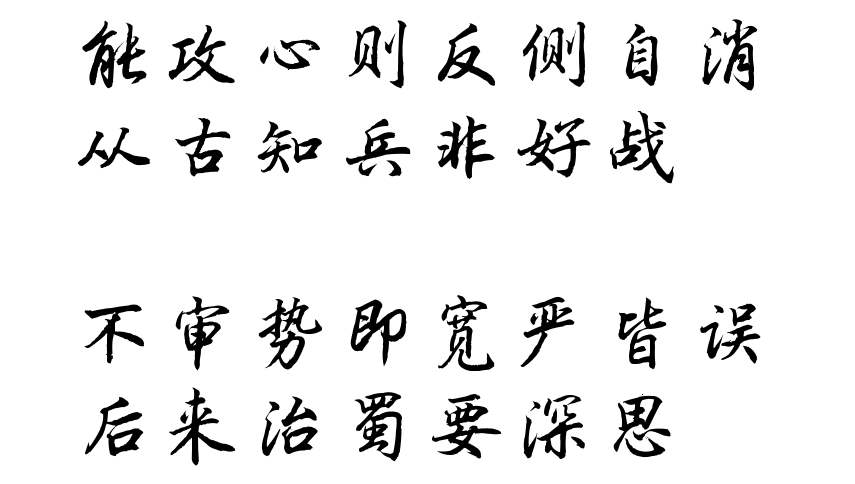 能攻心则反侧自消
从古知兵非好战
不审势即宽严皆误
后来治蜀要深思